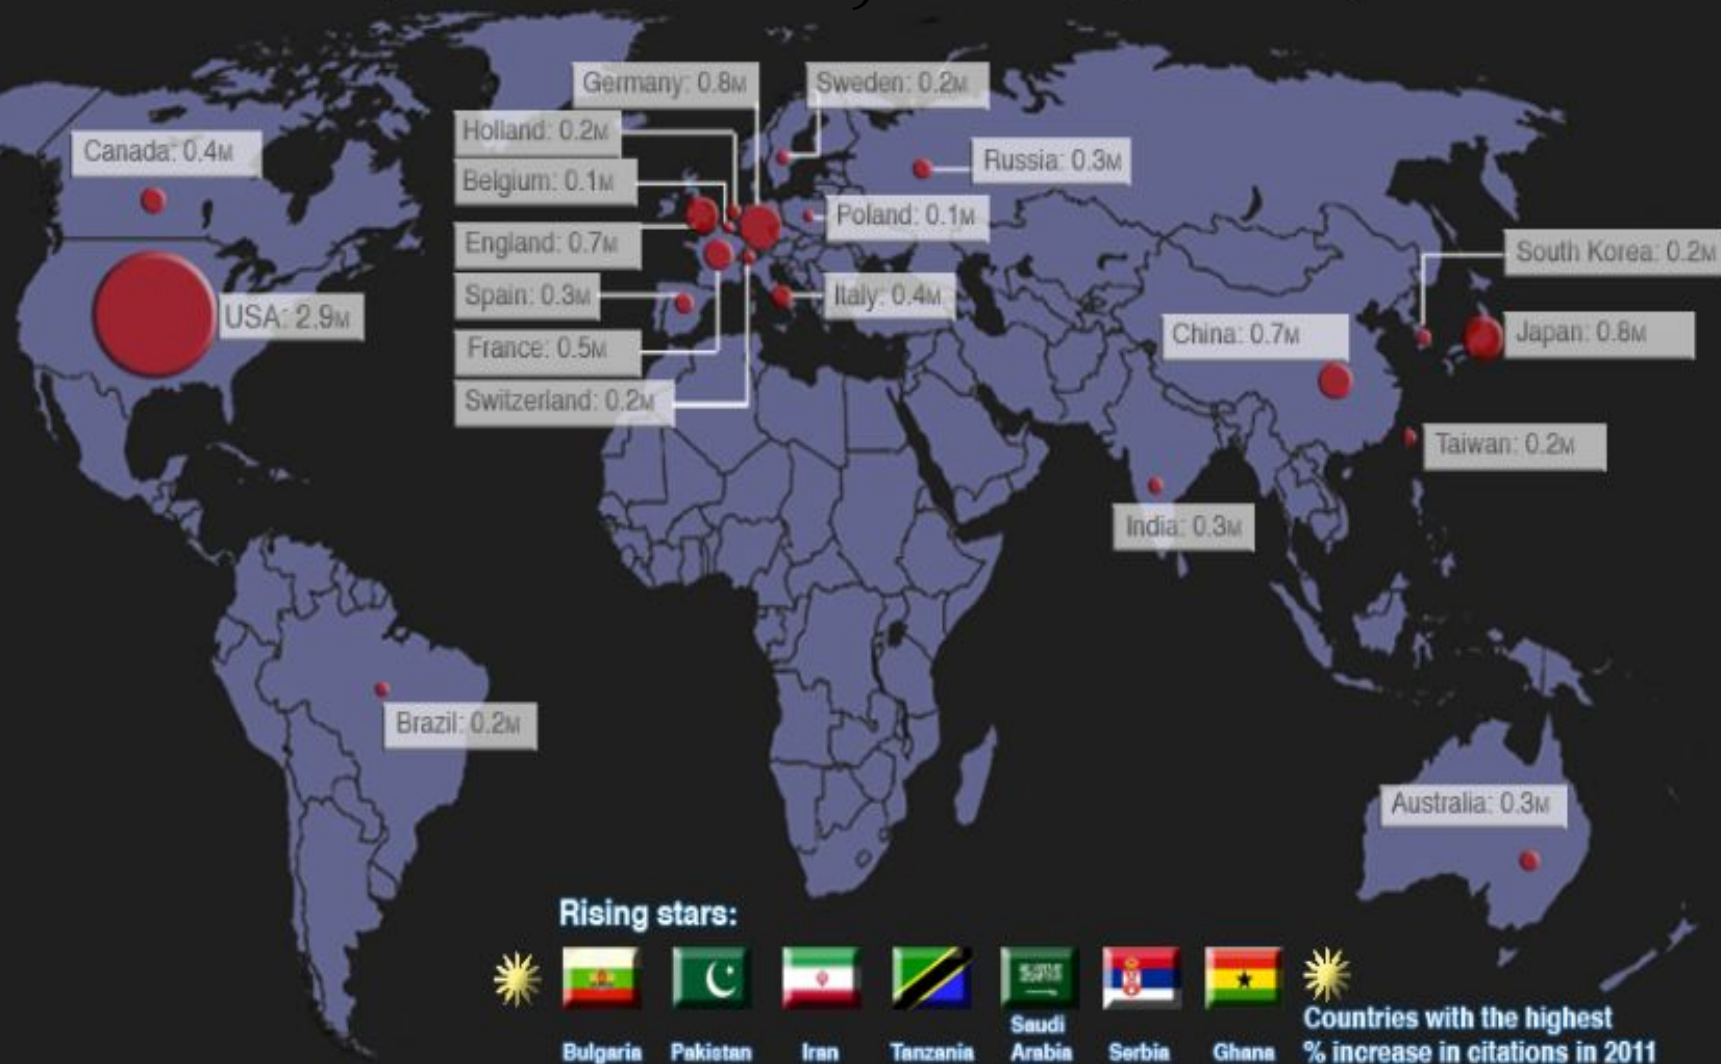 Germany: 0.8M
Sweden: 0.2M
Holland: 0.2M
Canada: 0.4M
Russia: 0.3M
Belgium: 0.1M
Poland: 0.1M
England: 0.7M
South Korea: 0.2M
Spain: 0.3M
Italy: 0.4M
USA: 2.9M
China: 0.7M
Japan: 0.8M
France: 0.5M
Switzerland: 0.2M
Taiwan: 0.2M
India: 0.3M
Brazil: 0.2M
Australia: 0.3M
Rising stars:
Bulgaria
Pakistan
Iran
Tanzania
Saudi
Arabia
Serbia
Ghana
Countries with the highest
% increase in citations in 2011